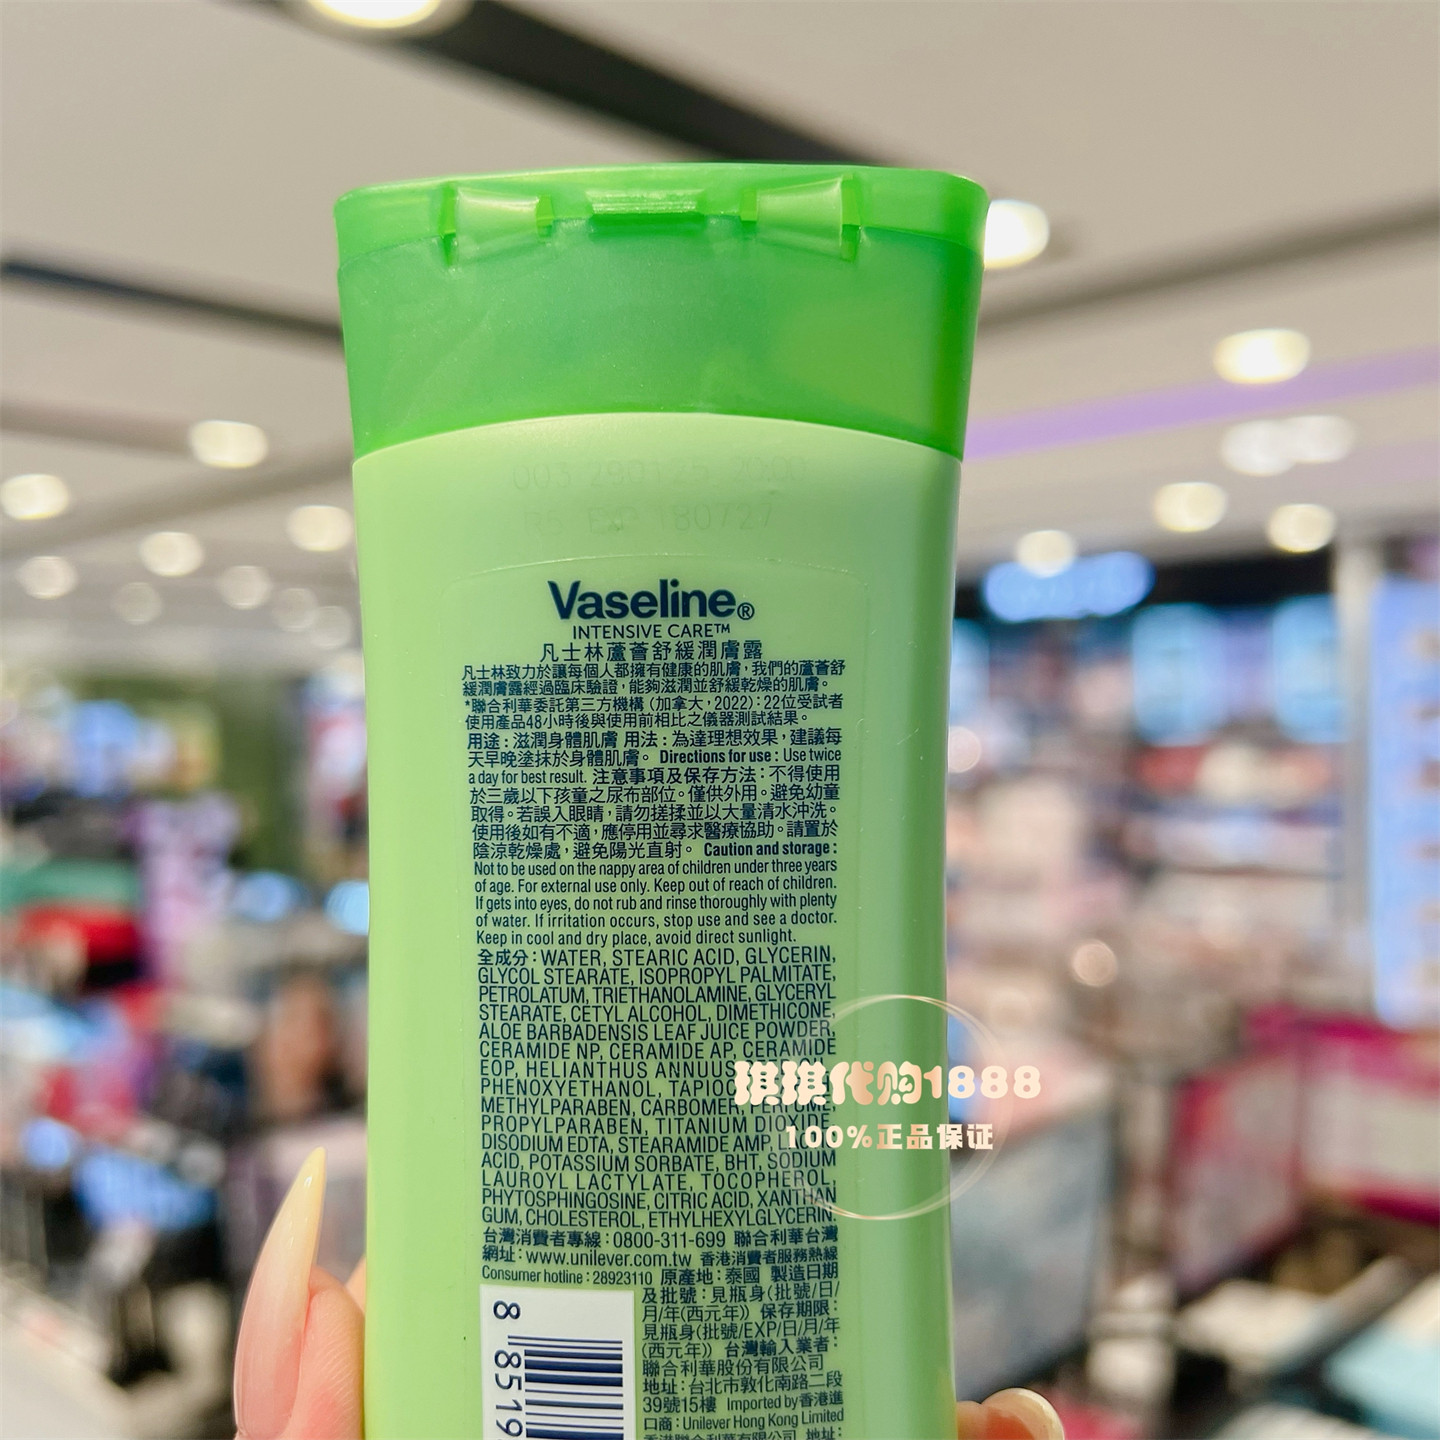 Vaseline®
INTENSIVE CARE™
凡士林蘆薈舒緩潤膚露
凡士林致力於讓每個人都擁有健康的肌膚，我們的蘆薈舒
緩潤膚露經過臨床驗證，能夠滋潤並舒緩乾燥的肌膚。
*聯合利華委託第三方機構（加拿大，2022）：22位受試者
使用產品48小時後與使用前相比之儀器測試結果。
用途：滋潤身體肌膚 用法：為達理想效果，建議每
天早晚塗抹於身體肌膚。 Directions for use : Use twice
a day for best result. 注意事項及保存方法：不得使用
於三歲以下孩童之尿布部位。僅供外用。避免幼童
取得。若誤入眼睛，請勿搓揉並以大量清水沖洗。
使用後如有不適，應停用並尋求醫療協助。請置於
陰涼乾燥處，避免陽光直射。 Caution and storage :
Not to be used on the nappy area of children under three years
of age. For external use only. Keep out of reach of children.
If gets into eyes, do not rub and rinse thoroughly with plenty
of water. If irritation occurs, stop use and see a doctor.
Keep in cool and dry place, avoid direct sunlight.
全成分：WATER, STEARIC ACID, GLYCERIN,
GLYCOL STEARATE, ISOPROPYL PALMITATE,
PETROLATUM, TRIETHANOLAMINE, GLYCERYL
STEARATE, CETYL ALCOHOL, DIMETHICONE,
ALOE BARBADENSIS LEAF JUICE POWDER,
CERAMIDE NP, CERAMIDE AP, CERAMIDE
EOP, HELIANTHUS ANNUUS
PHENOXYETHANOL,
METHYLPARABEN, CARBOMER, PERFUME,
PROPYLPARABEN, TITANIUM DIOXIDE,
DISODIUM EDTA, STEARAMIDE AMP,
ACID, POTASSIUM SORBATE, BHT, SODIUM
LAUROYL LACTYLATE, TOCOPHEROL,
PHYTOSPHINGOSINE, CITRIC ACID, XANTHAN
GUM, CHOLESTEROL, ETHYLHEXYLGLYCERIN.
台灣消費者專線：0800-311-699 聯合利華台灣
網址：www.unilever.com.tw 香港消費者服務熱線
Consumer hotline : 28923110 原產地：泰國 製造日期
及批號：見瓶身(批號/日/
月/年(西元年)) 保存期限：
見瓶身(批號/EXP/日/月/年
(西元年)) 台灣輸入業者：
聯合利華股份有限公司
地址：台北市敦化南路二段
39號15樓 Imported by香港進
口商：Unilever Hong Kong Limited
香港聯合利華有限公司 地址：
8 8519
琪琪代购1888
100%正品保证